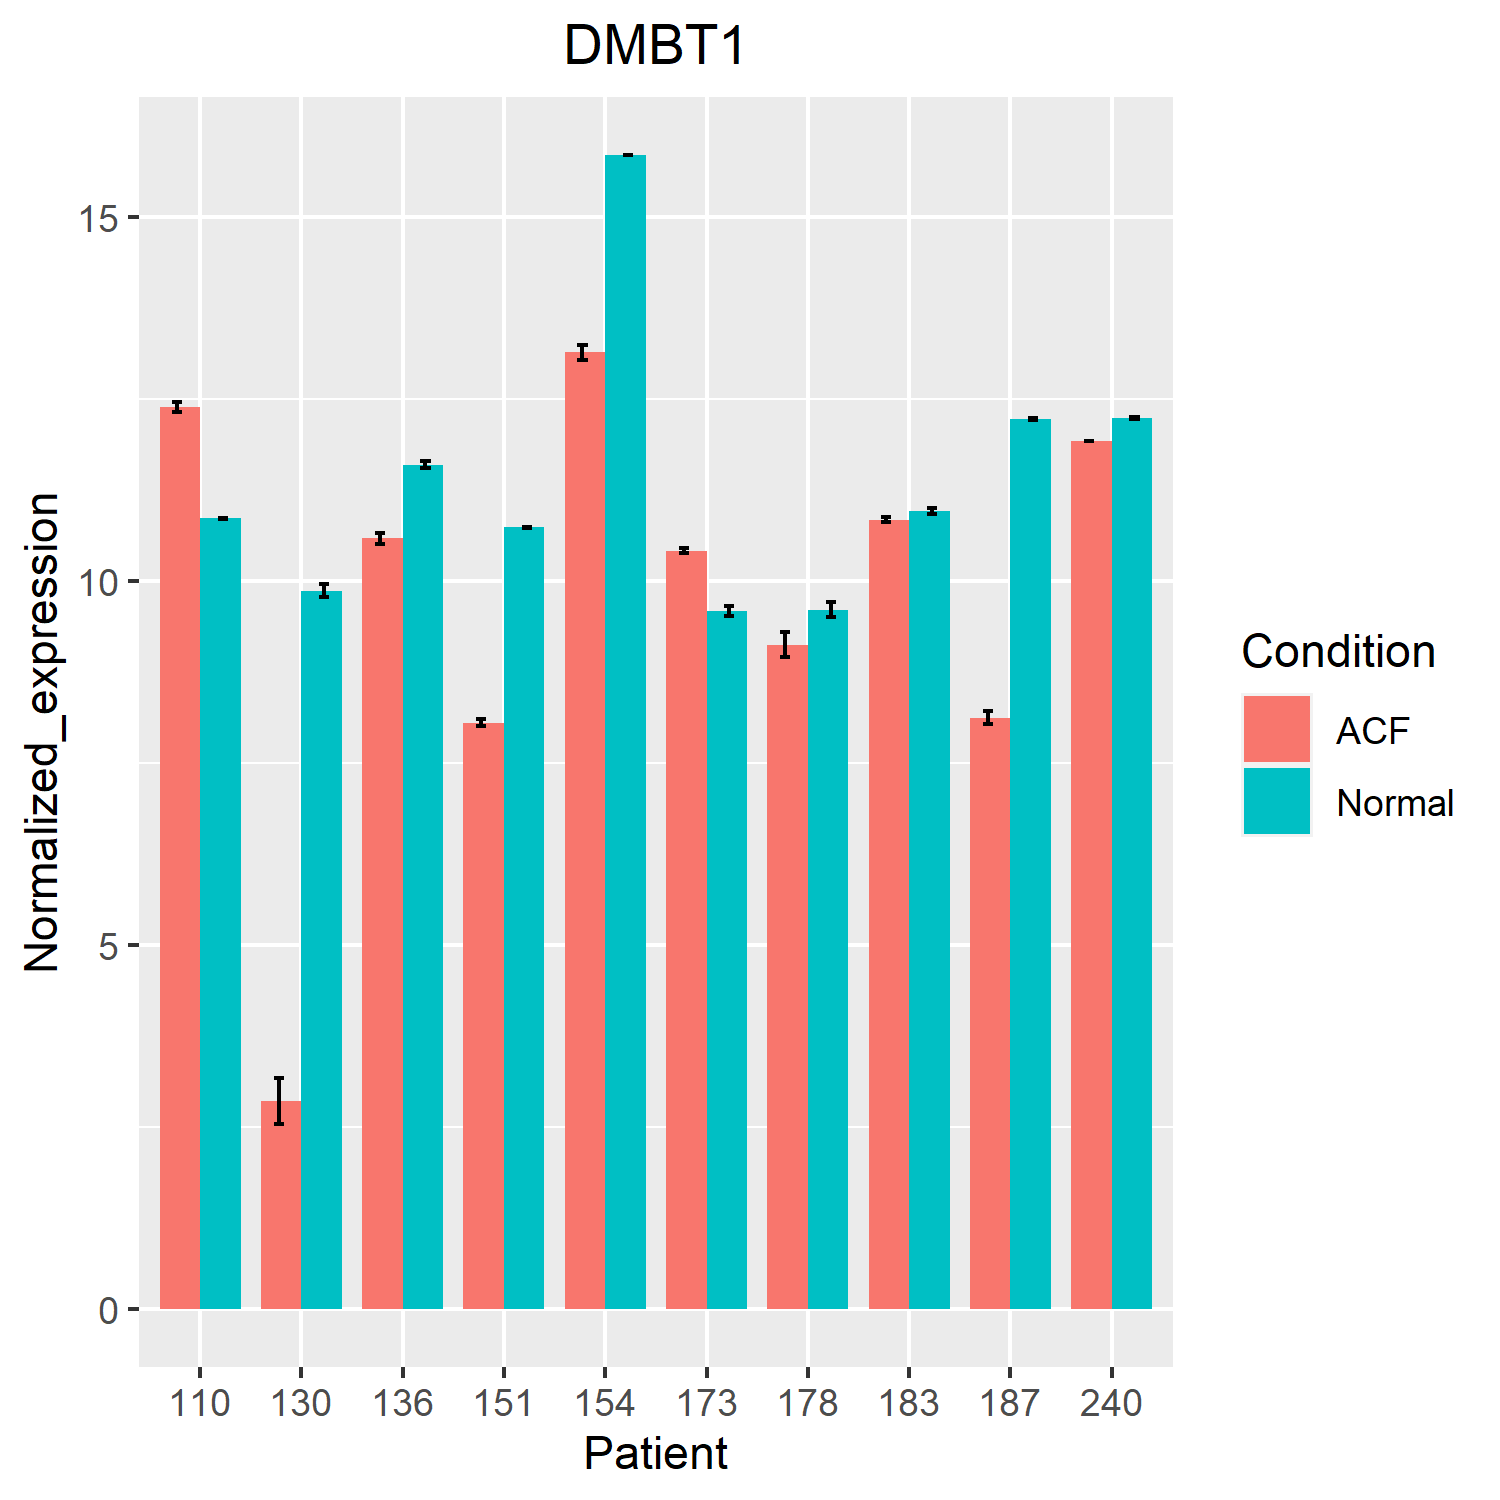 DMBT1
15
10
5
0
Normalized_expression
110 130 136 151 154 173 178 183 187 240
Patient
Condition
ACF
Normal